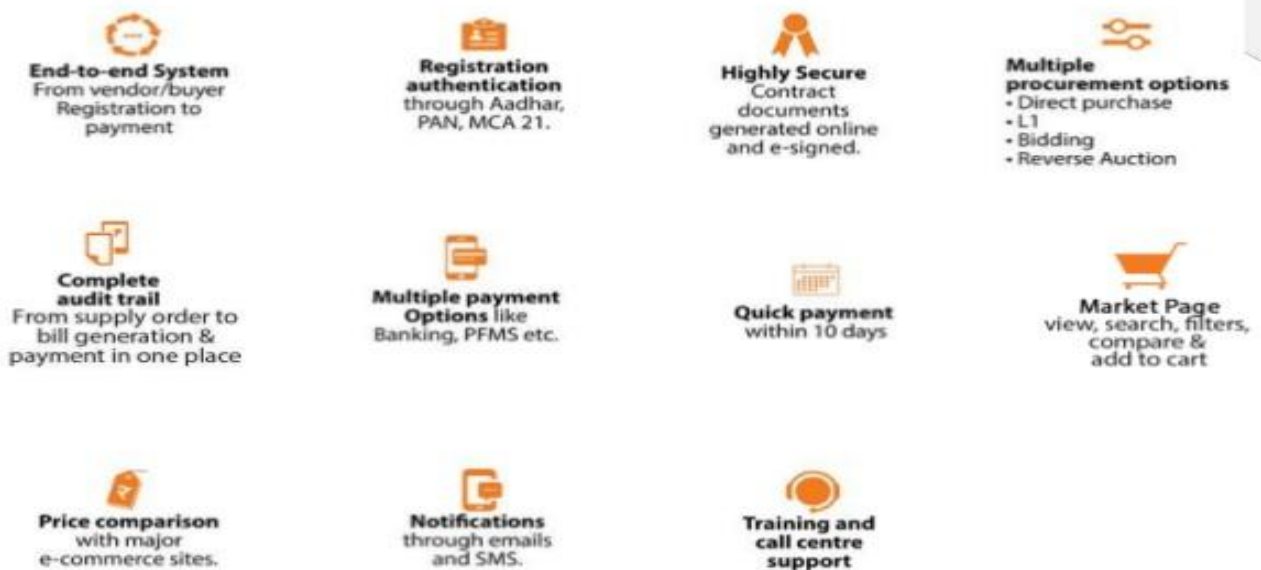 End-to-end System
From vendor/buyer
Registration to
payment
Registration
authentication
through Aadhar,
PAN, MCA 21.
Highly Secure
Contract
documents
generated online
and e-signed.
Multiple
procurement options
• Direct purchase
• L1
• Bidding
• Reverse Auction
Complete
audit trail
From supply order to
bill generation &
payment in one place
Multiple payment
Options like
Banking, PFMS etc.
Quick payment
within 10 days
Market Page
view, search, filters,
compare &
add to cart
Price comparison
with major
e-commerce sites.
Notifications
through emails
and SMS.
Training and
call centre
support